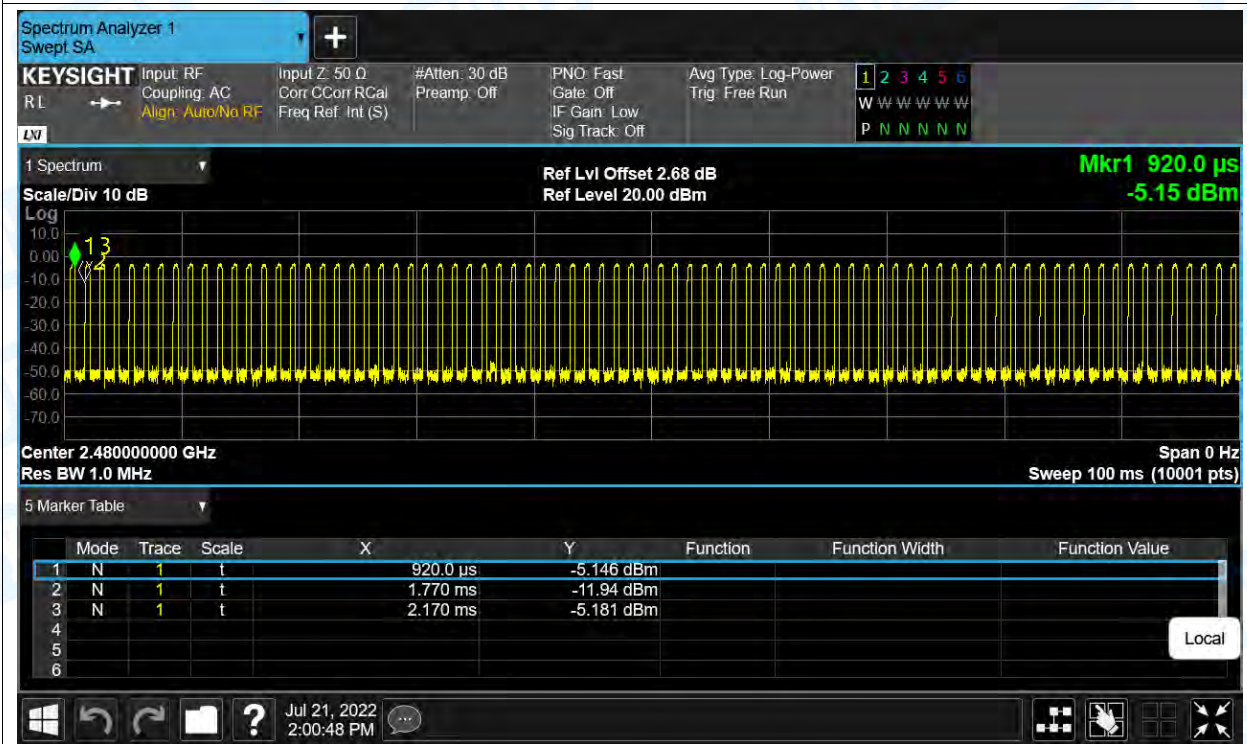 Spectrum Analyzer 1
Swept SA
+
KEYSIGHT Input: RF Input Z: 50 Ω #Atten: 30 dB PNO: Fast Avg Type: Log-Power 1 2 3 4 5 6
R L Coupling: AC Corr CCorr RCal Preamp: Off Gate: Off Trig: Free Run W W W W W W
Align: Auto/No RF Freq Ref: Int (S) IF Gain: Low
LXI Sig Track: Off P N N N N N
1 Spectrum Ref Lvl Offset 2.68 dB Mkr1 920.0 µs
Scale/Div 10 dB Ref Level 20.00 dBm -5.15 dBm
Log
10.0
1 3
0.00
2
-10.0
-20.0
-30.0
-40.0
-50.0
-60.0
-70.0
Center 2.480000000 GHz Span 0 Hz
Res BW 1.0 MHz Sweep 100 ms (10001 pts)
5 Marker Table
Mode Trace Scale X Y Function Function Width Function Value
1 N 1 t 920.0 µs -5.146 dBm
2 N 1 t 1.770 ms -11.94 dBm
3 N 1 t 2.170 ms -5.181 dBm
4
5
6
Local
? Jul 21, 2022
2:00:48 PM